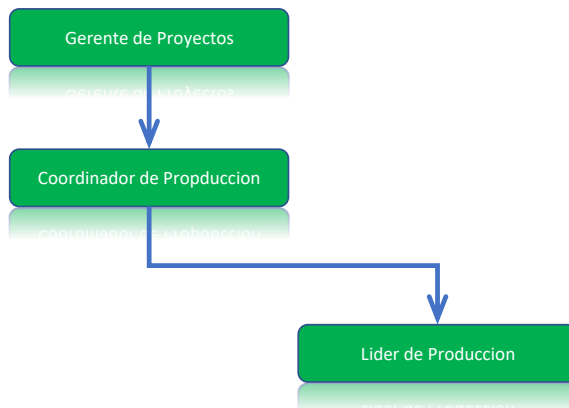 Gerente de Proyectos
Coordinador de Propduccion
Lider de Produccion